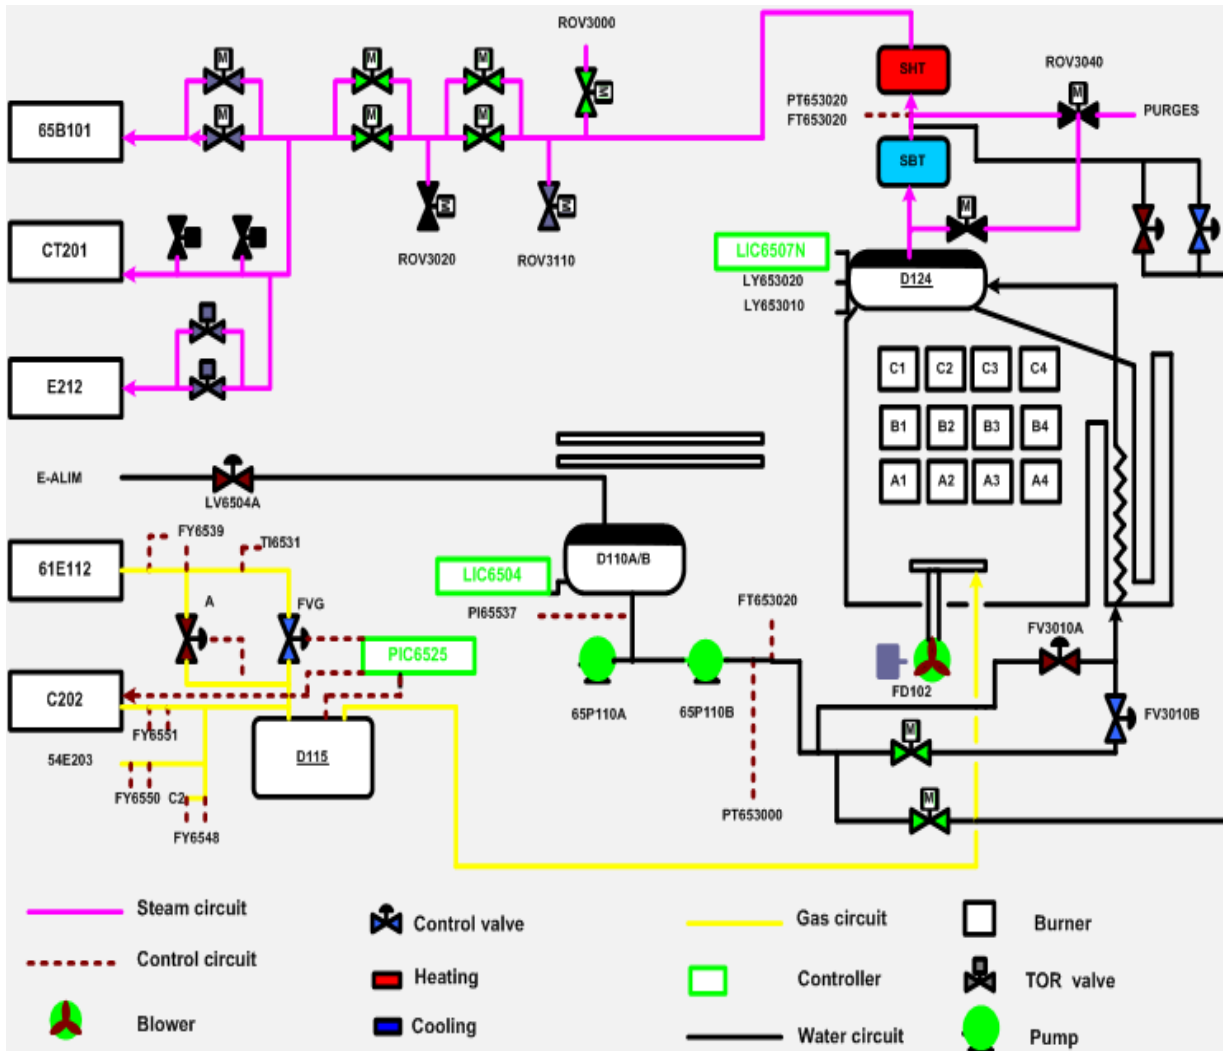 ROV3000
SHT
ROV3040
M
M
M
M
M
PT653020
FT653020
PURGES
65B101
M
M
M
SBT
M
M
M
CT201
ROV3020
ROV3110
LIC6507N
D124
LY653020
LY653010
E212
C1 C2 C3 C4
B1 B2 B3 B4
A1 A2 A3 A4
E-ALIM
LV6504A
FY6539
TI6531
61E112
D110A/B
LIC6504
A
FVG
PI65537
FT653020
FV3010A
PIC6525
C202
FD102
65P110A
65P110B
FV3010B
FY6551
M
54E203
D115
FY6550
C2
M
FY6548
PT653000
Steam circuit
Control valve
Gas circuit
Burner
Control circuit
Heating
Controller
TOR valve
Blower
Cooling
Water circuit
Pump